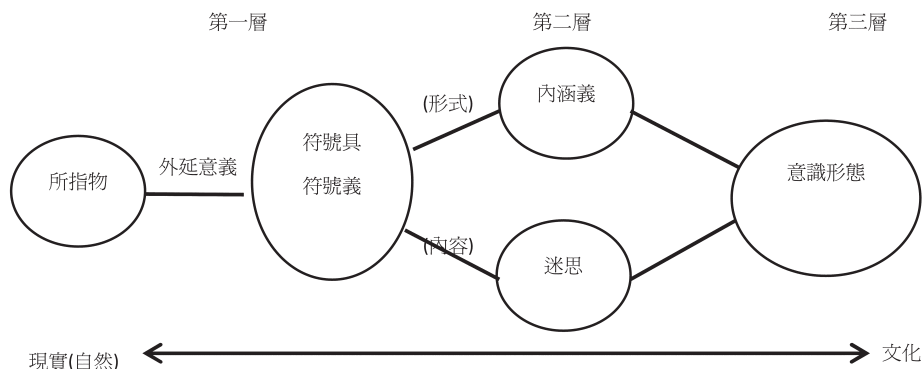 第一層
第二層
第三層
所指物
外延意義
符號具
符號義
(形式)
(內容)
內涵義
迷思
意識形態
現實(自然)
文化